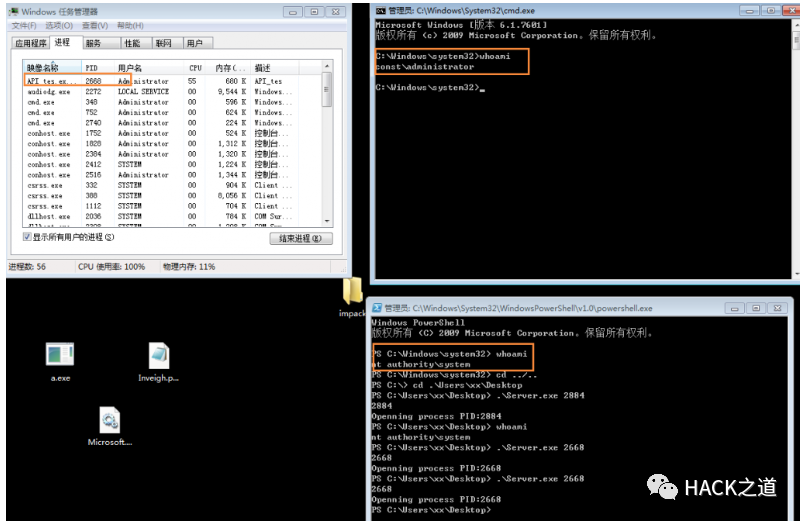 Windows 任务管理器
文件(F) 选项(O) 查看(V) 帮助(H)
应用程序 进程 服务 性能 联网 用户
映像名称 PID 用户名 CPU 内存(... 描述
API_tes.ex... 2668 Administrator 55 680 K API_tes
audiodg.exe 2272 LOCAL SERVICE 00 9,544 K Windows...
cmd.exe 348 Administrator 00 596 K Windows...
cmd.exe 752 Administrator 00 624 K Windows...
cmd.exe 2740 Administrator 00 224 K Windows...
conhost.exe 1752 Administrator 00 524 K 控制台...
conhost.exe 1828 Administrator 00 1,312 K 控制台...
conhost.exe 2384 Administrator 00 1,320 K 控制台...
conhost.exe 2412 SYSTEM 00 1,224 K 控制台...
conhost.exe 2516 Administrator 00 1,344 K 控制台...
csrss.exe 332 SYSTEM 00 904 K Client ...
csrss.exe 388 SYSTEM 00 8,056 K Client ...
csrss.exe 1112 SYSTEM 00 704 K Client ...
dllhost.exe 2036 SYSTEM 00 784 K COM Sur...
显示所有用户的进程(S)
结束进程(E)
进程数: 56 CPU 使用率: 100% 物理内存: 11%
管理员: C:\Windows\System32\cmd.exe
Microsoft Windows [版本 6.1.7601]
版权所有 (c) 2009 Microsoft Corporation。保留所有权利。
C:\Windows\system32>whoami
const\administrator
C:\Windows\system32>
impack
a.exe
Inveigh.p...
Microsoft....
管理员: C:\Windows\System32\WindowsPowerShell\v1.0\powershell.exe
Windows PowerShell
版权所有 (C) 2009 Microsoft Corporation。保留所有权利。
PS C:\Windows\system32> whoami
nt authority\system
PS C:\Windows\system32> cd ../..
PS C:\> cd .\Users\xx\Desktop
PS C:\Users\xx\Desktop> .\Server.exe 2884
2884
Openning process PID:2884
PS C:\Users\xx\Desktop> whoami
nt authority\system
PS C:\Users\xx\Desktop> .\Server.exe 2668
2668
Openning process PID:2668
PS C:\Users\xx\Desktop> .\Server.exe 2668
2668
Openning process PID:2668
PS C:\Users\xx\Desktop>
HACK之道